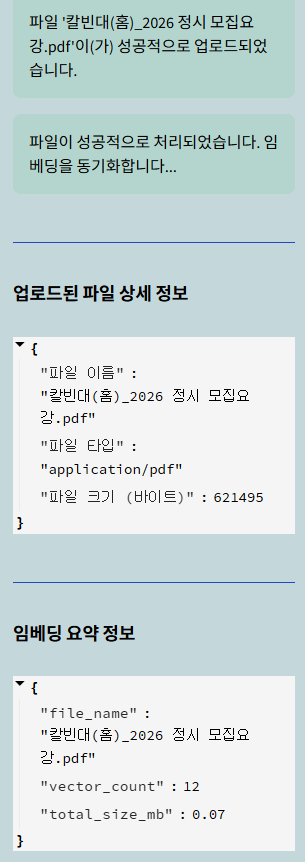 파일 '칼빈대(홈)_2026 정시 모집요
강.pdf'이(가) 성공적으로 업로드되었
습니다.
파일이 성공적으로 처리되었습니다. 임
베딩을 동기화합니다...
업로드된 파일 상세 정보
{
"파일 이름" :
"칼빈대(홈)_2026 정시 모집요
강.pdf"
"파일 타입" :
"application/pdf"
"파일 크기 (바이트)" : 621495
}
임베딩 요약 정보
{
"file_name" :
"칼빈대(홈)_2026 정시 모집요
강.pdf"
"vector_count" : 12
"total_size_mb" : 0.07
}